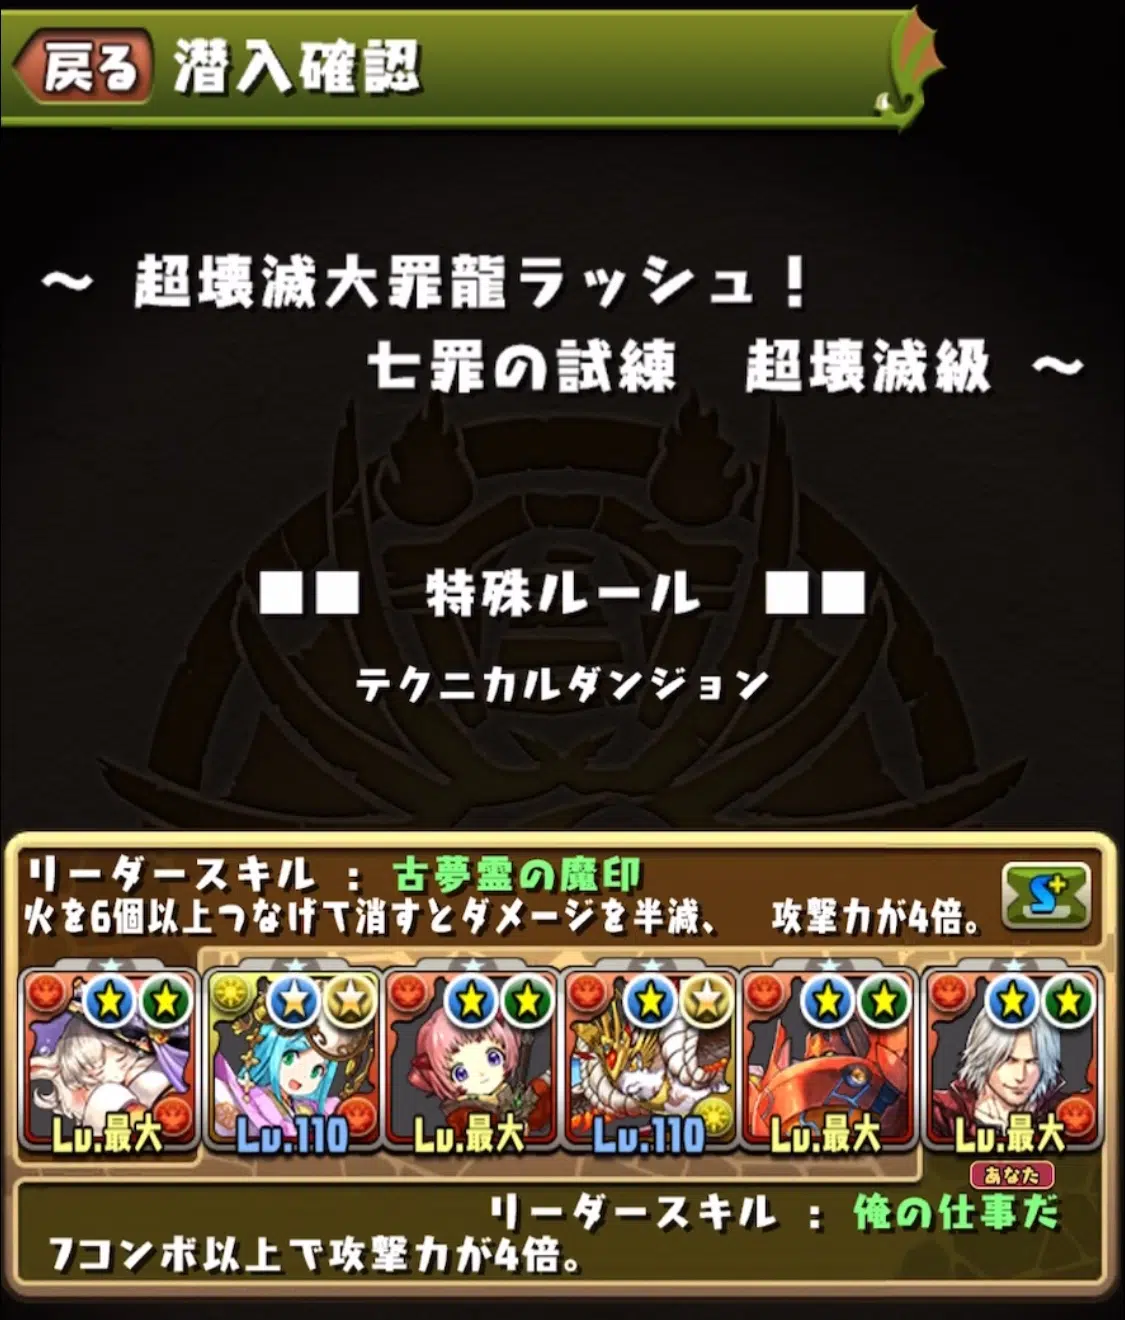 戻る 潜入確認
～ 超壊滅大罪龍ラッシュ！
七罪の試練 超壊滅級 ～
■■ 特殊ルール ■■
テクニカルダンジョン
リーダースキル ： 古夢霊の魔印
火を6個以上つなげて消すとダメージを半減、 攻撃力が4倍。
S+
Lv.最大 Lv.110 Lv.最大 Lv.110 Lv.最大 Lv.最大
あなた
リーダースキル ： 俺の仕事だ
7コンボ以上で攻撃力が4倍。